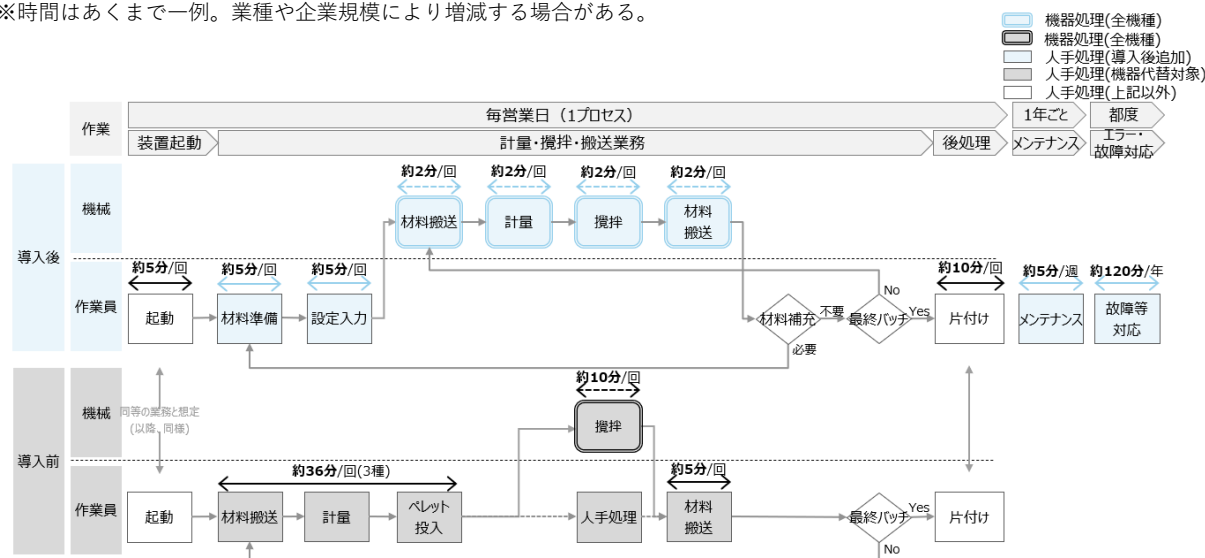 ※時間はあくまで一例。業種や企業規模により増減する場合がある。
機器処理(全機種)
機器処理(全機種)
人手処理(導入後追加)
人手処理(機器代替対象)
人手処理(上記以外)
作業
毎営業日（1プロセス）
1年ごと
都度
装置起動
計量・攪拌・搬送業務
後処理
メンテナンス
エラー・
故障対応
導入後
機械
約2分/回
約2分/回
約2分/回
約2分/回
材料搬送
計量
攪拌
材料
搬送
作業員
約5分/回
約5分/回
約5分/回
約10分/回
約5分/週
約120分/年
起動
材料準備
設定入力
材料補充
不要
必要
最終バッチ
No
Yes
片付け
メンテナンス
故障等
対応
導入前
機械
同等の業務と想定
(以降、同様)
約10分/回
攪拌
作業員
約36分/回(3種)
約5分/回
起動
材料搬送
計量
ペレット
投入
人手処理
材料
搬送
最終バッチ
Yes
No
片付け